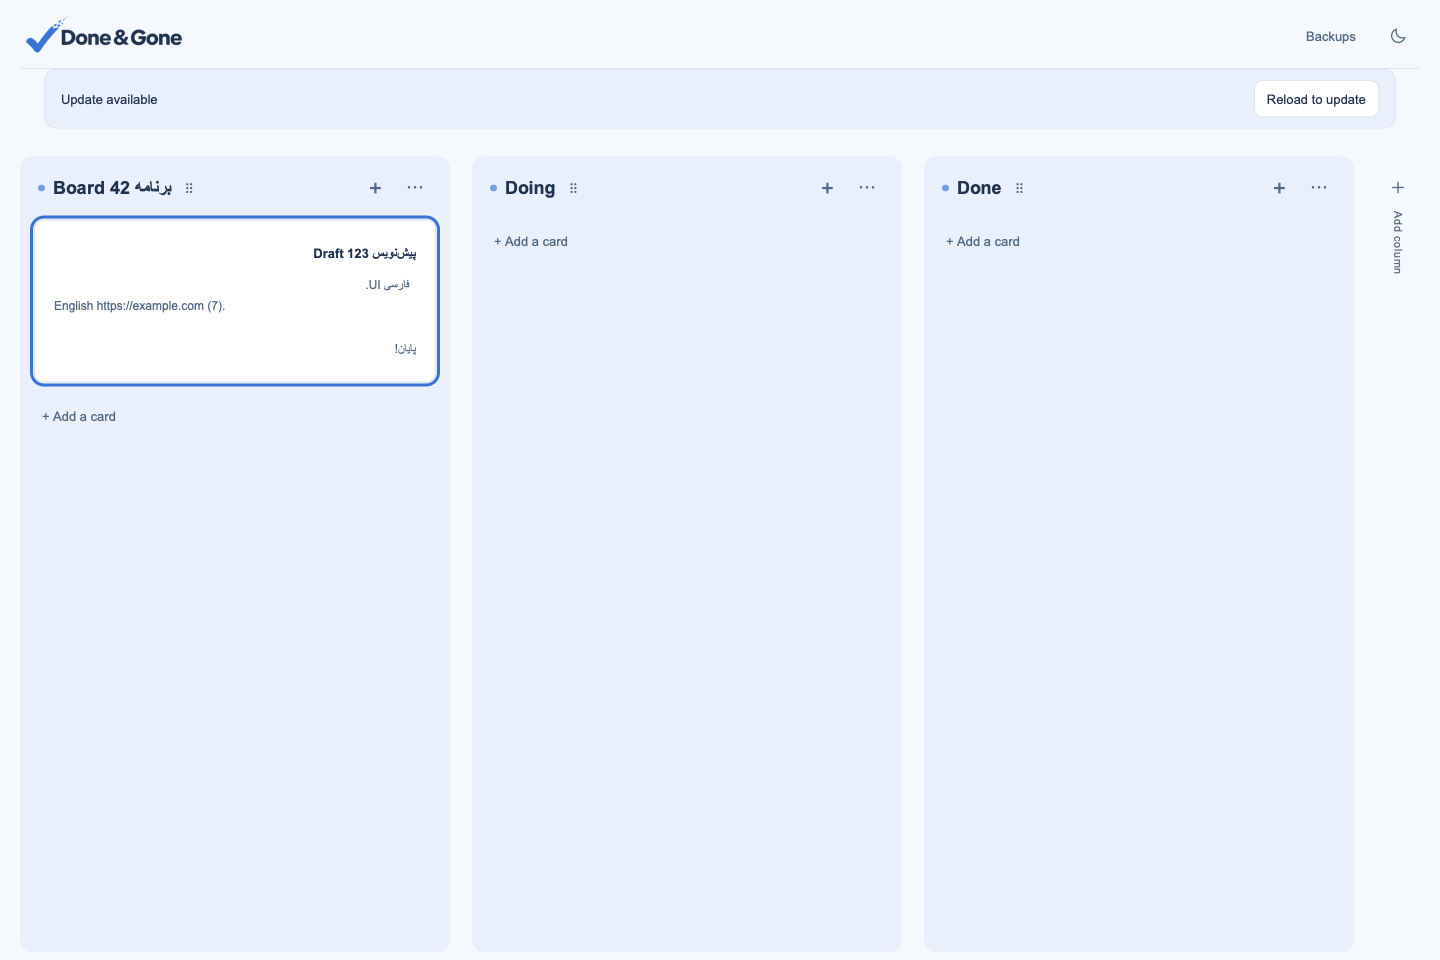 Done & Gone
Backups
Update available
Reload to update
Board 42 برنامه
پیش‌نویس Draft 123
فارسی UI.
English https://example.com (7).
پایان!
+ Add a card
Doing
+ Add a card
Done
+ Add a card
Add column